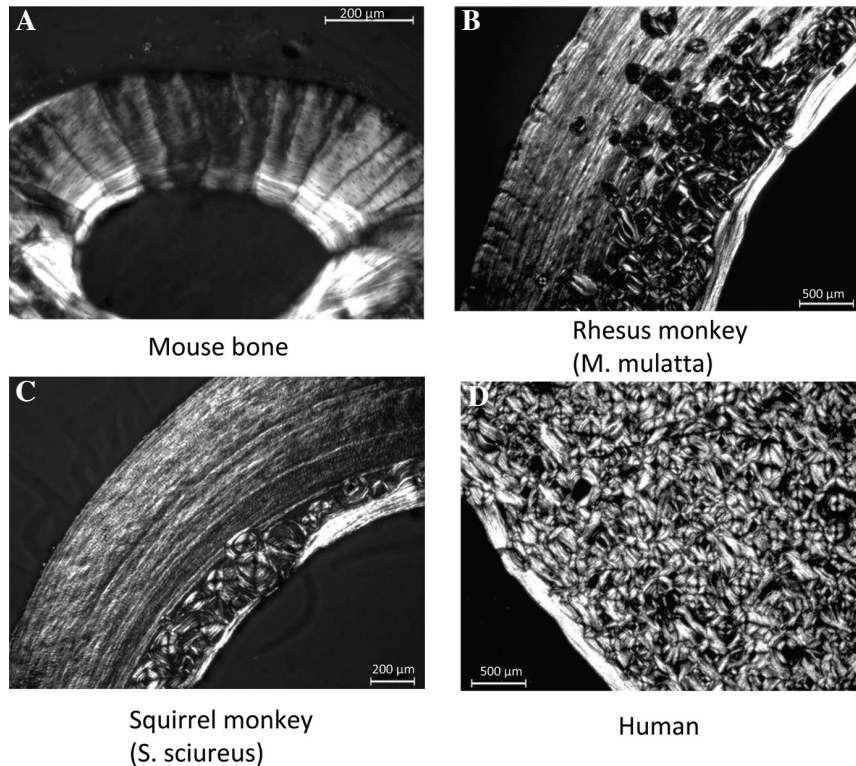 A
200 µm
Mouse bone
B
500 µm
Rhesus monkey
(M. mulatta)
C
200 µm
Squirrel monkey
(S. sciureus)
D
500 µm
Human